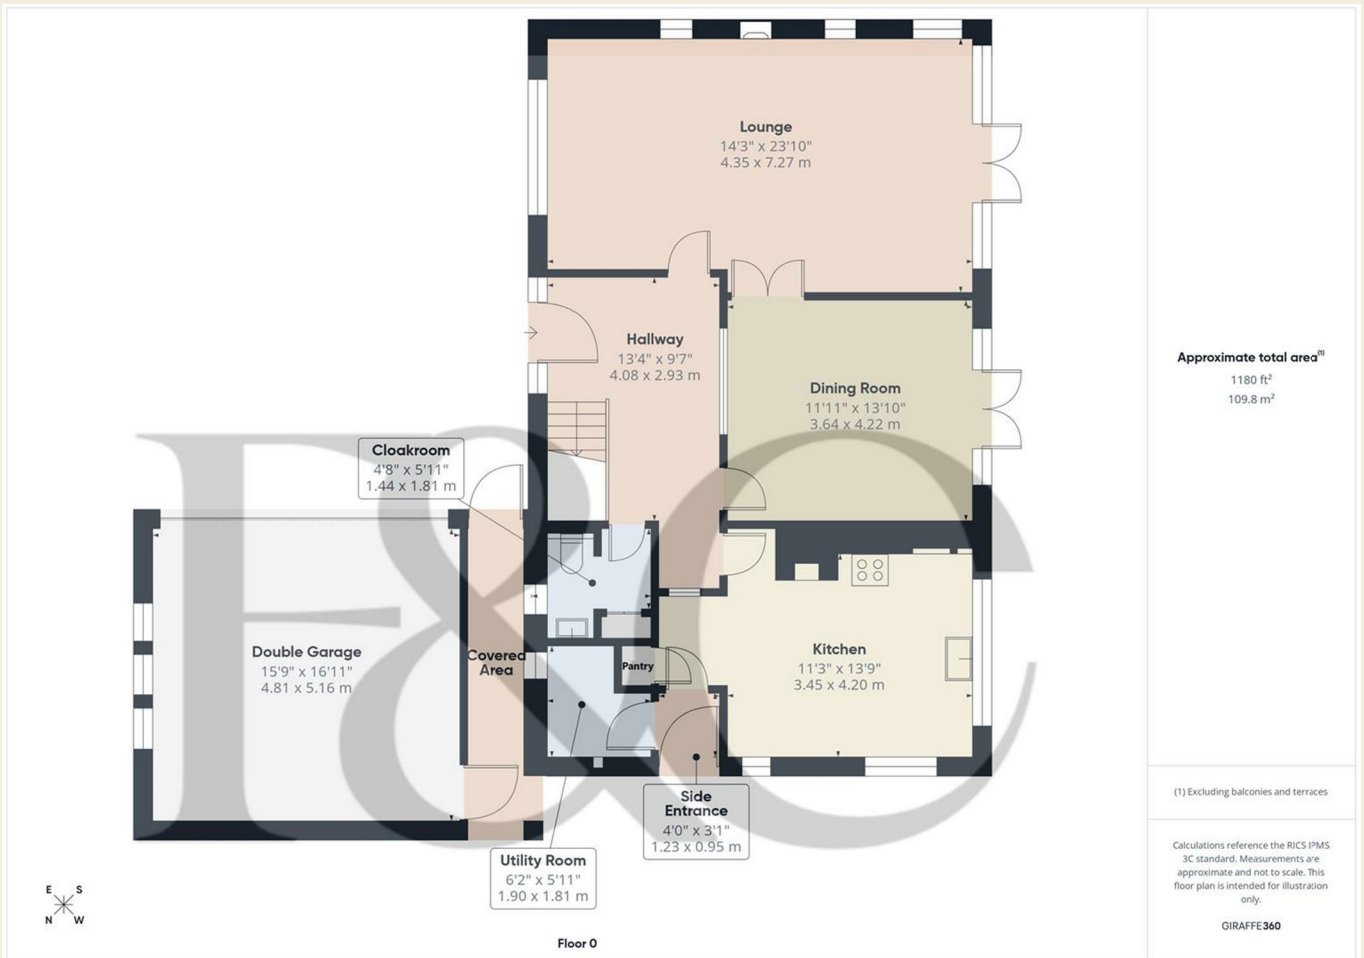 Lounge
14'3" x 23'10"
4.35 x 7.27 m
Hallway
13'4" x 9'7"
4.08 x 2.93 m
Dining Room
11'11" x 13'10"
3.64 x 4.22 m
Cloakroom
4'8" x 5'11"
1.44 x 1.81 m
Double Garage
15'9" x 16'11"
4.81 x 5.16 m
Covered
Area
Pantry
Kitchen
11'3" x 13'9"
3.45 x 4.20 m
Side
Entrance
4'0" x 3'1"
1.23 x 0.95 m
Utility Room
6'2" x 5'11"
1.90 x 1.81 m
F&C
E S
N W
Floor 0
Approximate total area(1)
1180 ft²
109.8 m²
(1) Excluding balconies and terraces
Calculations reference the RICS IPMS
3C standard. Measurements are
approximate and not to scale. This
floor plan is intended for illustration
only.
GIRAFFE360